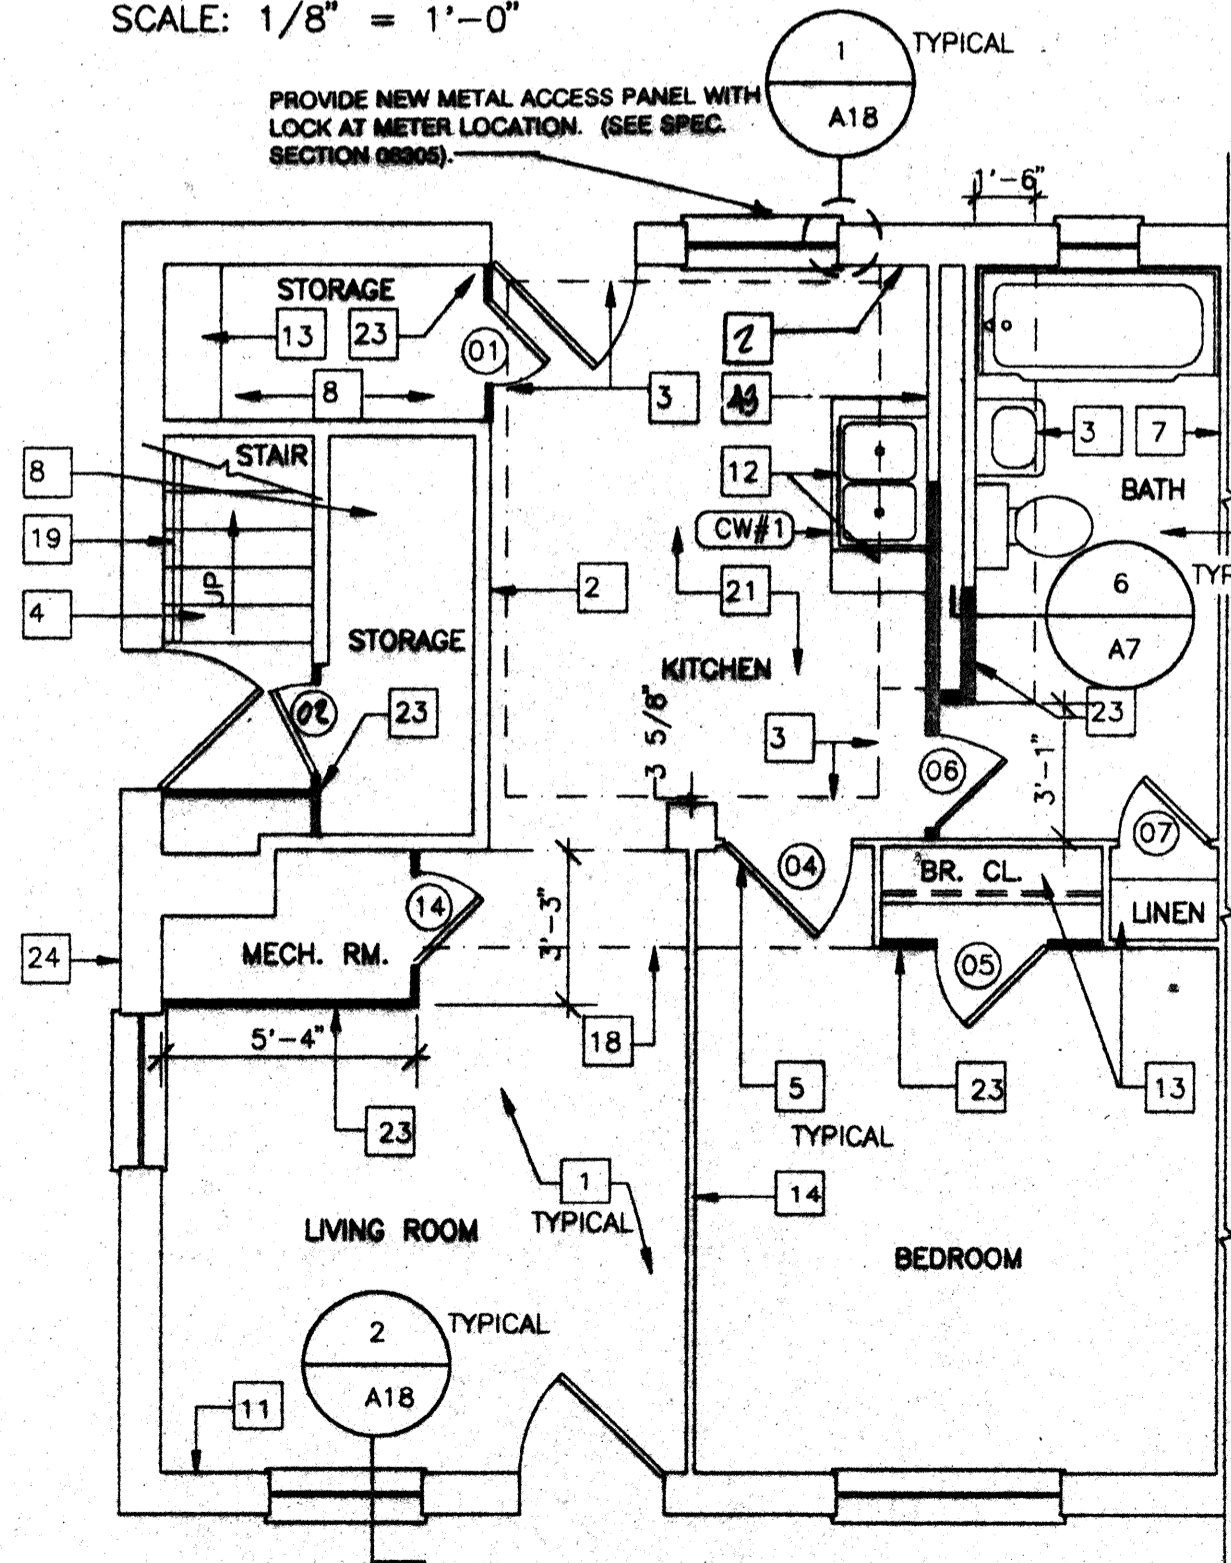 SCALE: 1/8" = 1'-0"
1
A18
TYPICAL
PROVIDE NEW METAL ACCESS PANEL WITH
LOCK AT METER LOCATION. (SEE SPEC.
SECTION 08305).
1'-6"
STORAGE
13
23
01
8
2
3
3
7
STAIR
8
12
BATH
19
CW#1
UP
2
21
6
A7
4
STORAGE
KITCHEN
02
23
3 5/8"
3
23
06
3'-1"
07
04
BR. CL.
14
LINEN
MECH. RM.
3'-3"
24
05
5'-4"
18
5
23
13
23
TYPICAL
1
14
LIVING ROOM
TYPICAL
BEDROOM
2
A18
TYPICAL
11